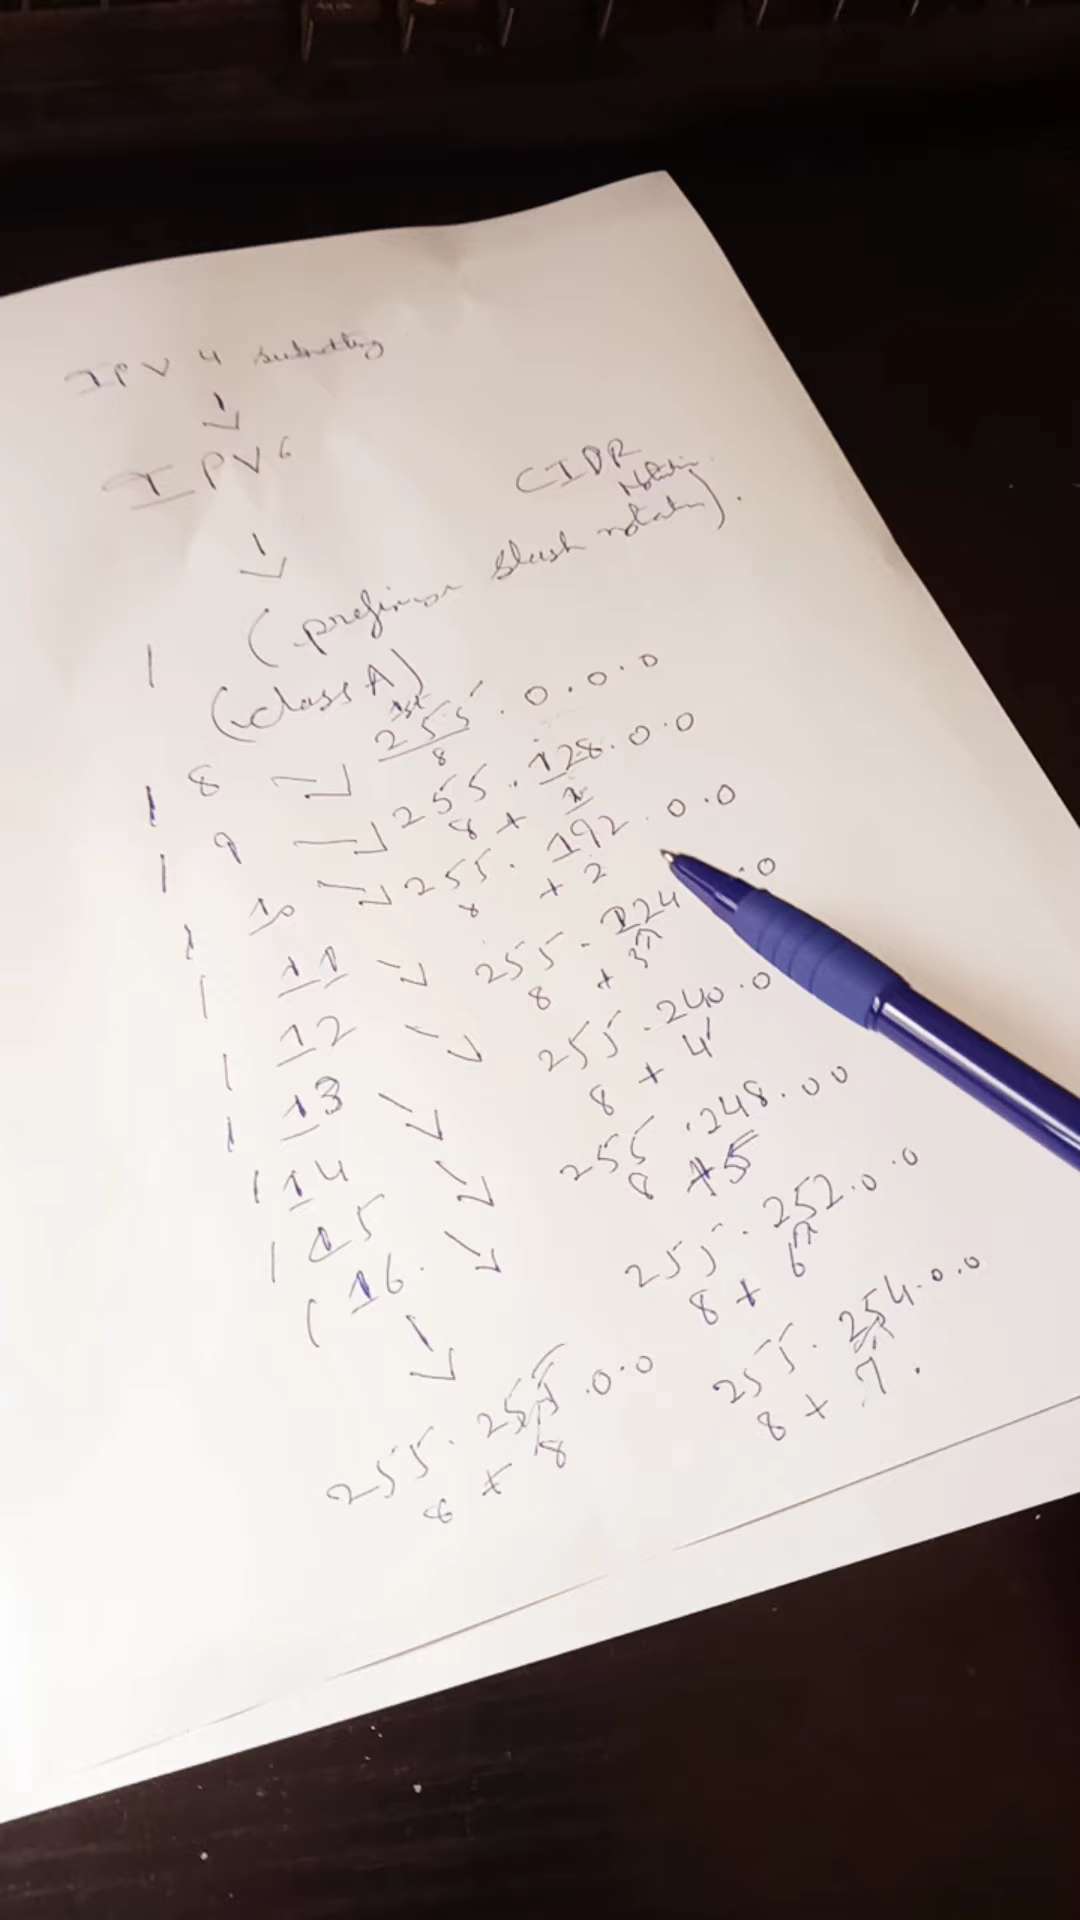 IPV 4 subnetting
↓
IPV6
↓
CIDR
Notation
(prefix or slash notation).
(class A)
/ 8 → 255.0.0.0
1st
8
/ 9 → 255.128.0.0
8 + 1
/ 10 → 255.192.0.0
8 + 2
/ 11 → 255.224 .0
8 + 3
/ 12 → 255.240.0
8 + 4
/ 13 → 255.248.00
8 + 5
/ 14 → 255.252.0.0
8 + 6
/ 15 → 255.254.0.0
8 + 7.
/ 16. → 255.255.0.0
8 + 8